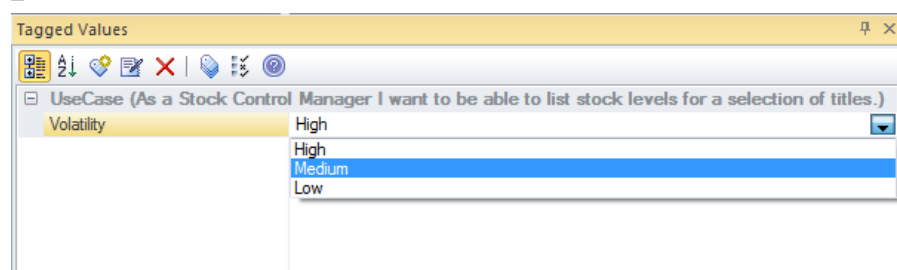 Tagged Values
UseCase (As a Stock Control Manager I want to be able to list stock levels for a selection of titles.)
Volatility High
High
Medium
Low